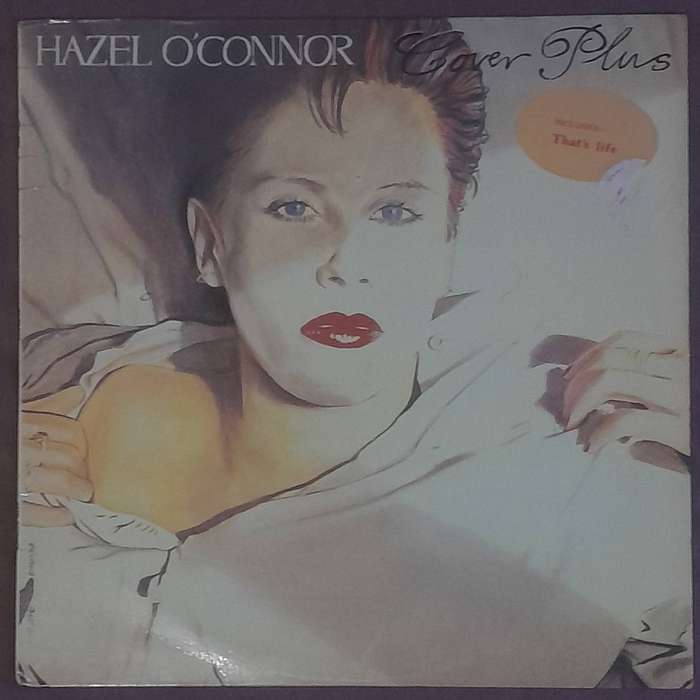 HAZEL O'CONNOR Cover Plus
INCLUDES...
That's life